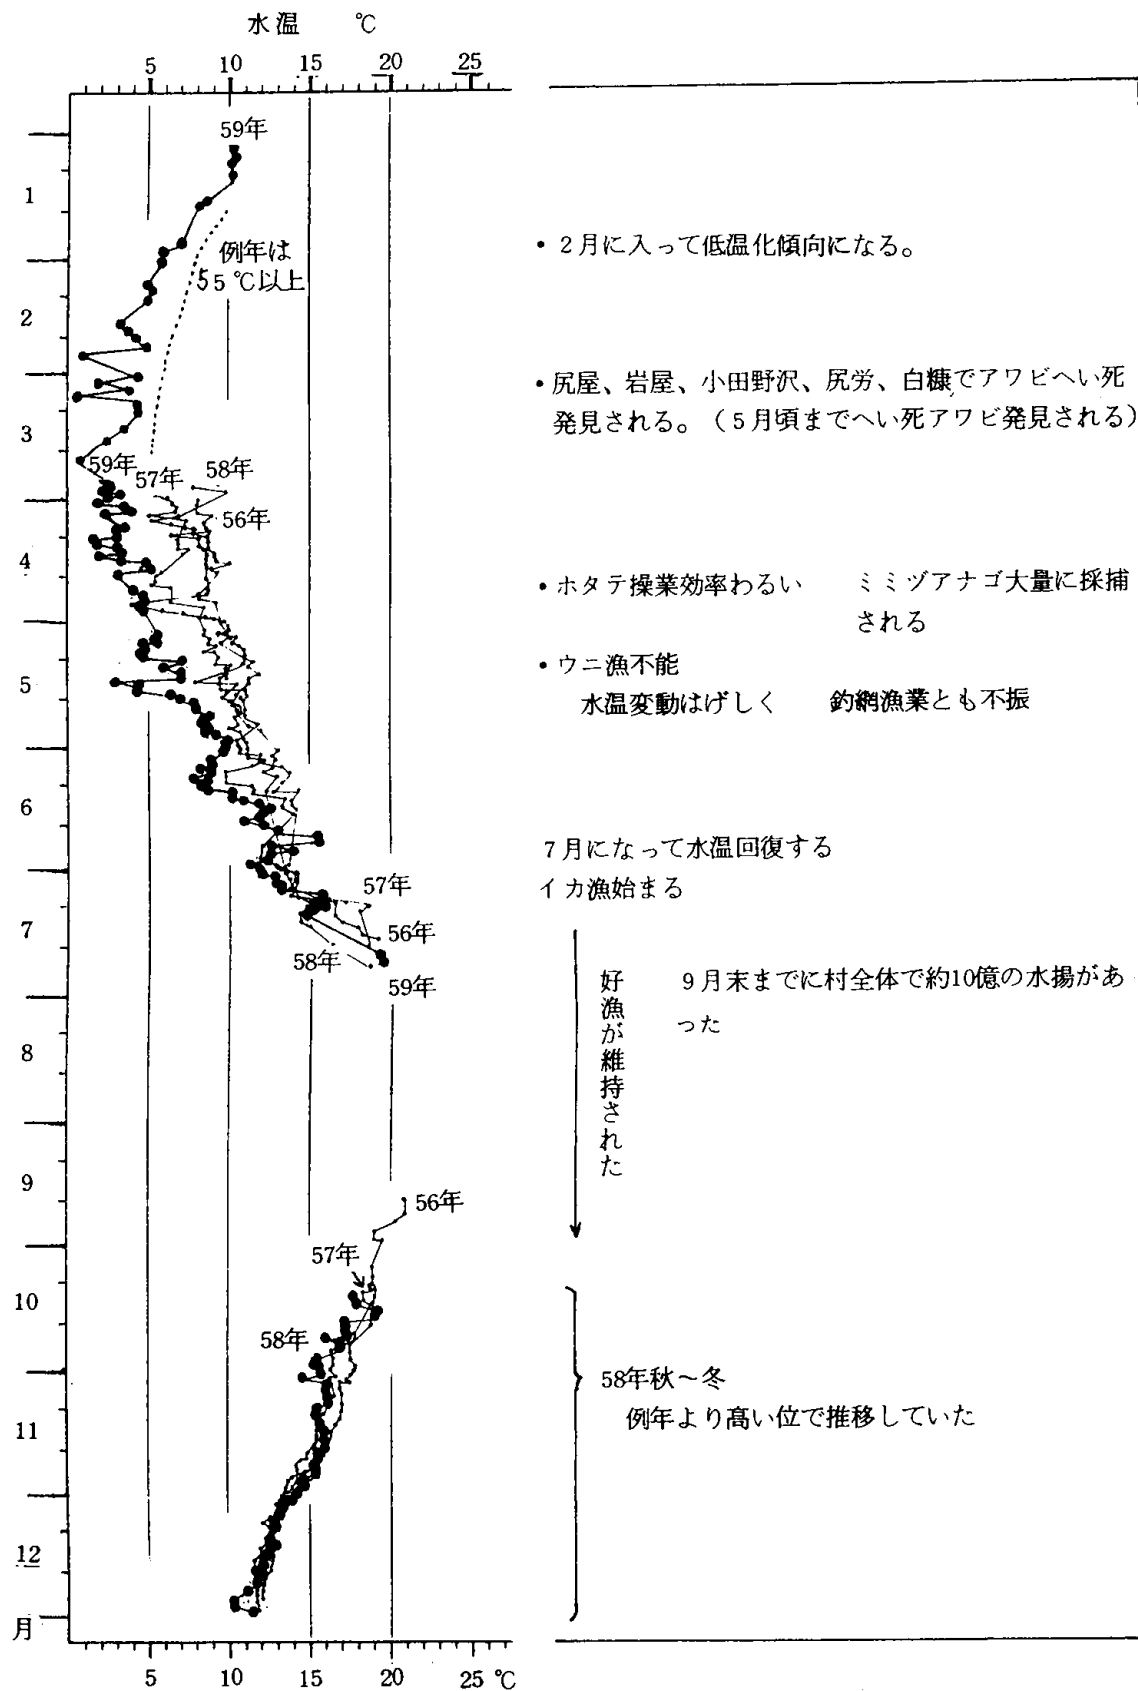 水温 ℃
5 10 15 20 25
59年
1
例年は
5℃以上
・2月に入って低温化傾向になる。
2
・尻屋、岩屋、小田野沢、尻労、白糠でアワビへい死
発見される。（5月頃までへい死アワビ発見される）
3
59年
57年
58年
56年
4
・ホタテ操業効率わるい ミミヅアナゴ大量に採捕
される
・ウニ漁不能
5
水温変動はげしく 釣網漁業とも不振
6
7月になって水温回復する
イカ漁始まる
57年
7
56年
58年
59年
好漁が維持された
9月末までに村全体で約10億の水揚があ
った
8
9
56年
57年
10
58年
58年秋～冬
例年より高い位で推移していた
11
12
月
5 10 15 20 25 ℃